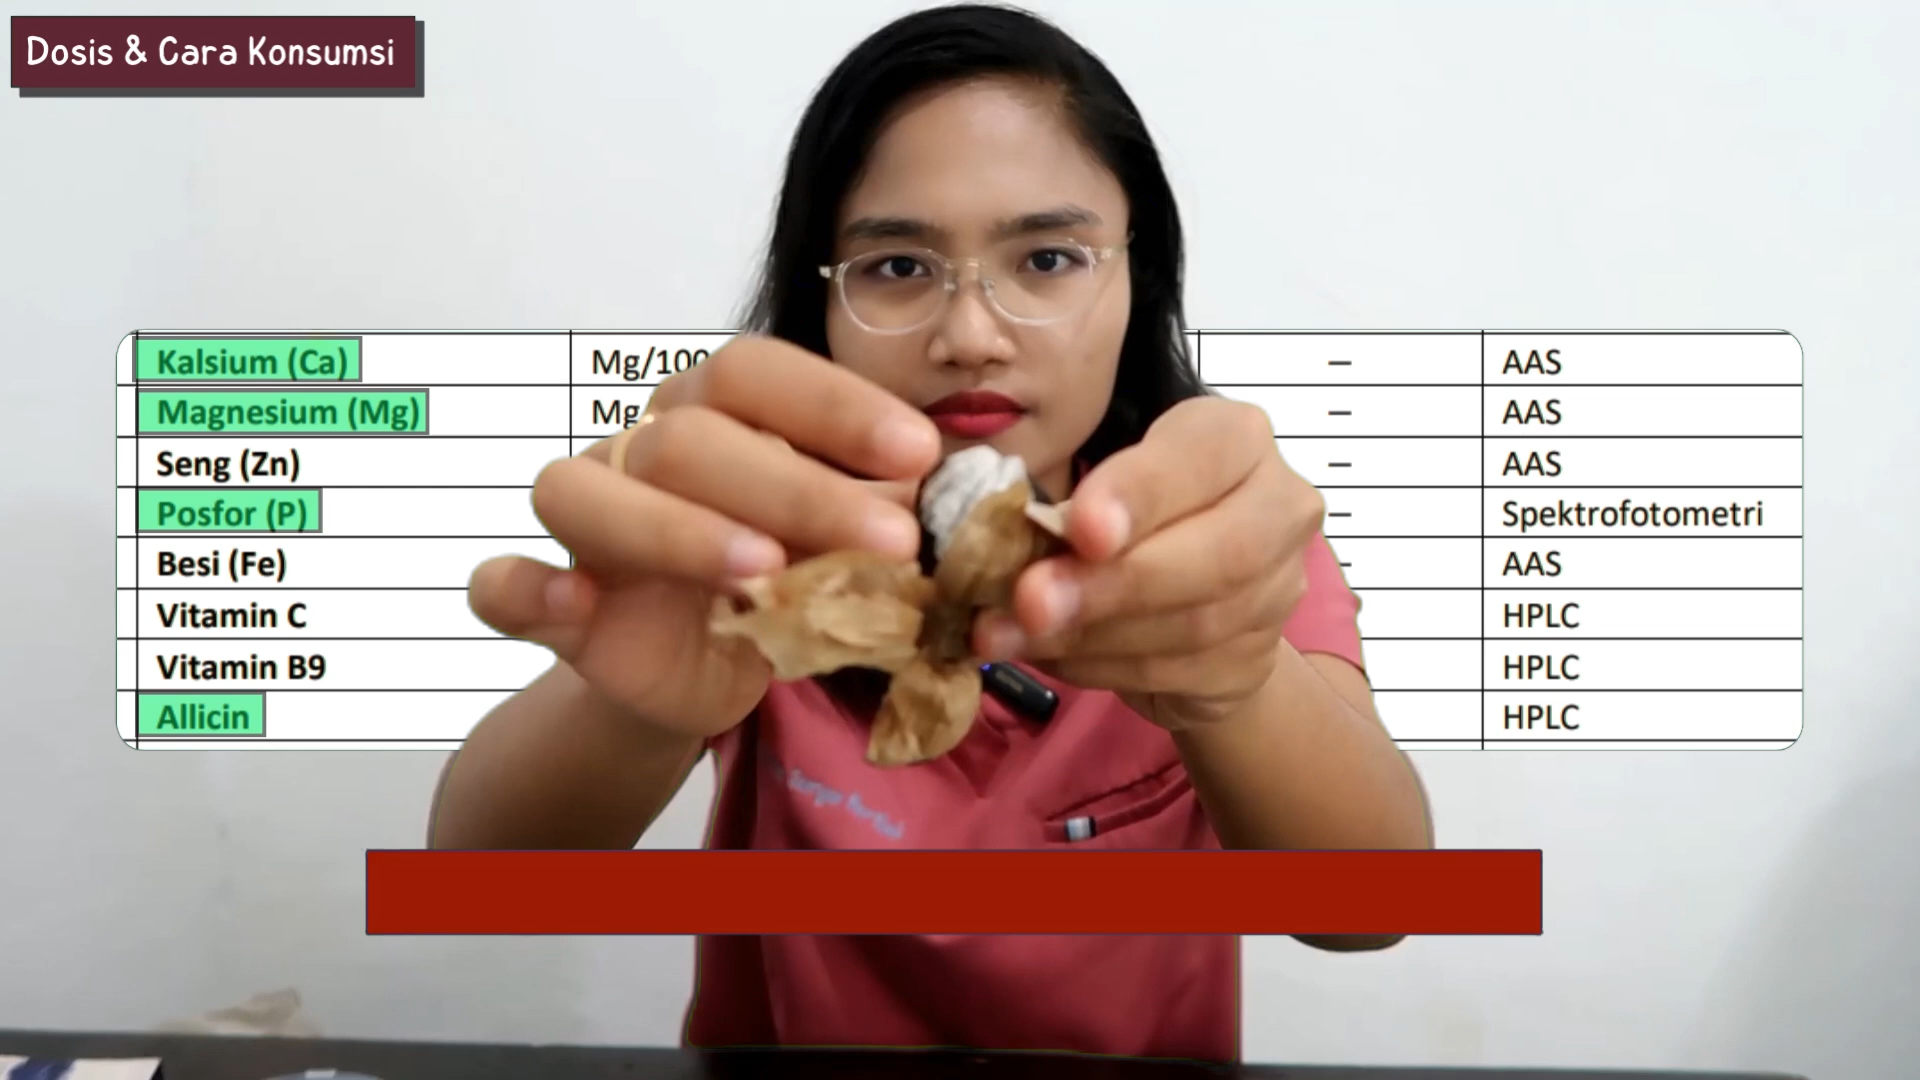 Dosis & Cara Konsumsi
Kalsium (Ca) Mg/100 – AAS
Magnesium (Mg) Mg – AAS
Seng (Zn) – AAS
Posfor (P) – Spektrofotometri
Besi (Fe) – AAS
Vitamin C HPLC
Vitamin B9 HPLC
Allicin HPLC